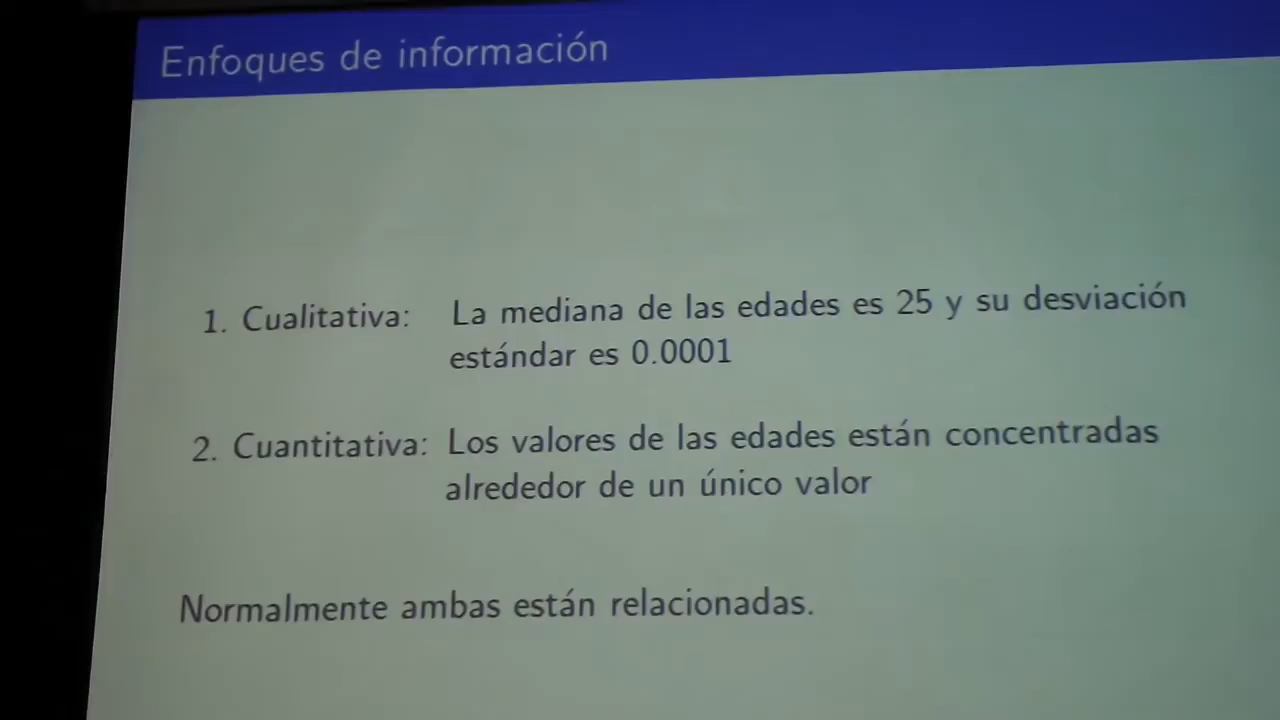 Enfoques de información
1. Cualitativa: La mediana de las edades es 25 y su desviación
estándar es 0.0001
2. Cuantitativa: Los valores de las edades están concentradas
alrededor de un único valor
Normalmente ambas están relacionadas.